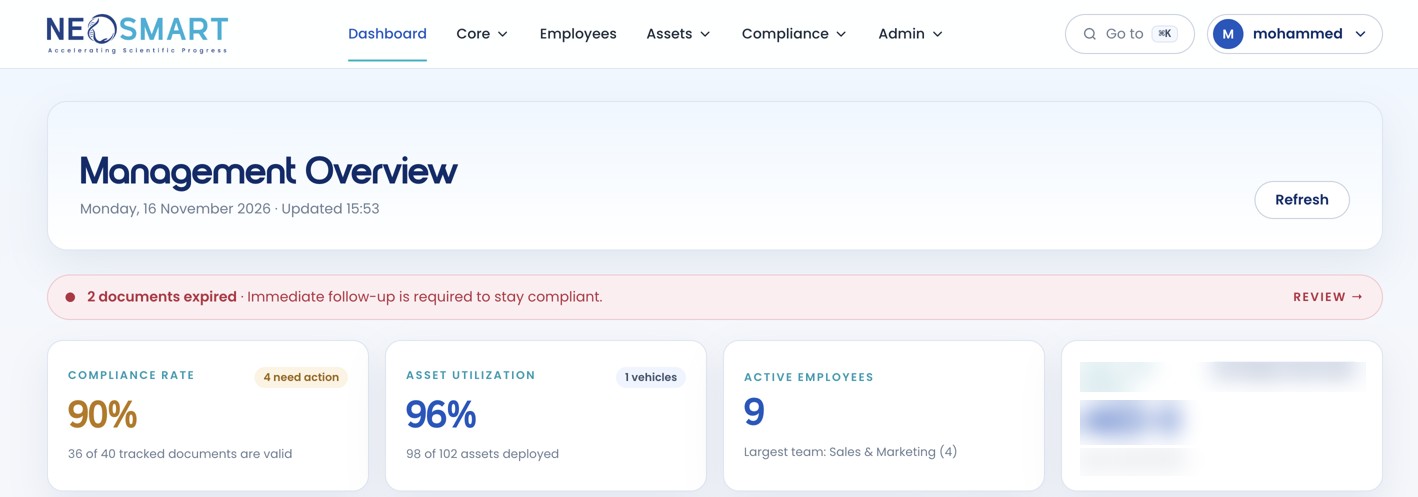 NEOSMART
Accelerating Scientific Progress
Dashboard
Core
Employees
Assets
Compliance
Admin
Go to ⌘K
M mohammed
Management Overview
Monday, 16 November 2026 · Updated 15:53
Refresh
2 documents expired · Immediate follow-up is required to stay compliant.
REVIEW →
COMPLIANCE RATE
4 need action
90%
36 of 40 tracked documents are valid
ASSET UTILIZATION
1 vehicles
96%
98 of 102 assets deployed
ACTIVE EMPLOYEES
9
Largest team: Sales & Marketing (4)